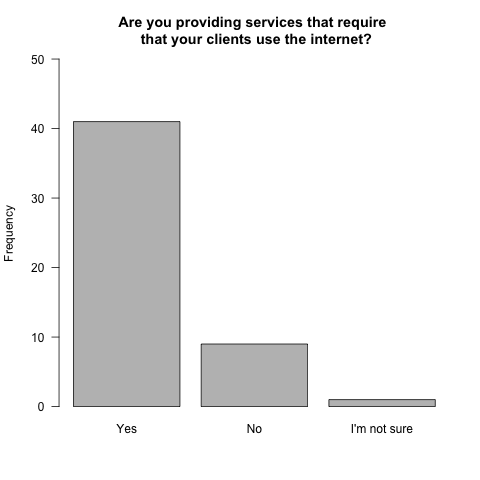 Are you providing services that require
that your clients use the internet?
50
40
30
20
10
0
Frequency
Yes
No
I'm not sure